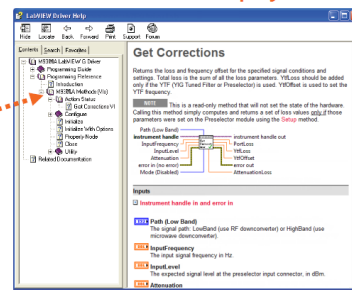 LabVIEW Driver Help
Hide Locate Back Forward Print Support Forum
Contents Search Favorites
M9308A LabVIEW G Driver
Programming Guide
Programming Reference
Introduction
M9308A Methods (VIs)
Action Status
Get Corrections VI
Configure
Initialize
Initialize With Options
Property Node
Close
Utility
Related Documentation
Get Corrections
Returns the loss and frequency offset for the specified signal conditions and
settings. Total loss is the sum of all the loss parameters. YtfLoss should be added
only if the YTF (YIG Tuned Filter or Preselector) is used. YtfOffset is used to set the
YTF frequency.
NOTE This is a read-only method that will not set the state of the hardware.
Calling this method simply computes and returns a set of loss values only if those
parameters were set on the Preselector module using the Setup method.
Path (Low Band)
instrument handle
InputFrequency
InputLevel
Attenuation
error in (no error)
Mode (Disabled)
instrument handle out
PortLoss
YtfLoss
YtfOffset
error out
AttenuationLoss
Inputs
Instrument handle in and error in
Path (Low Band)
The signal path: LowBand (use RF downconverter) or HighBand (use
microwave downconverter).
InputFrequency
The input signal frequency in Hz.
InputLevel
The expected signal level at the preselector input connector, in dBm.
Attenuation